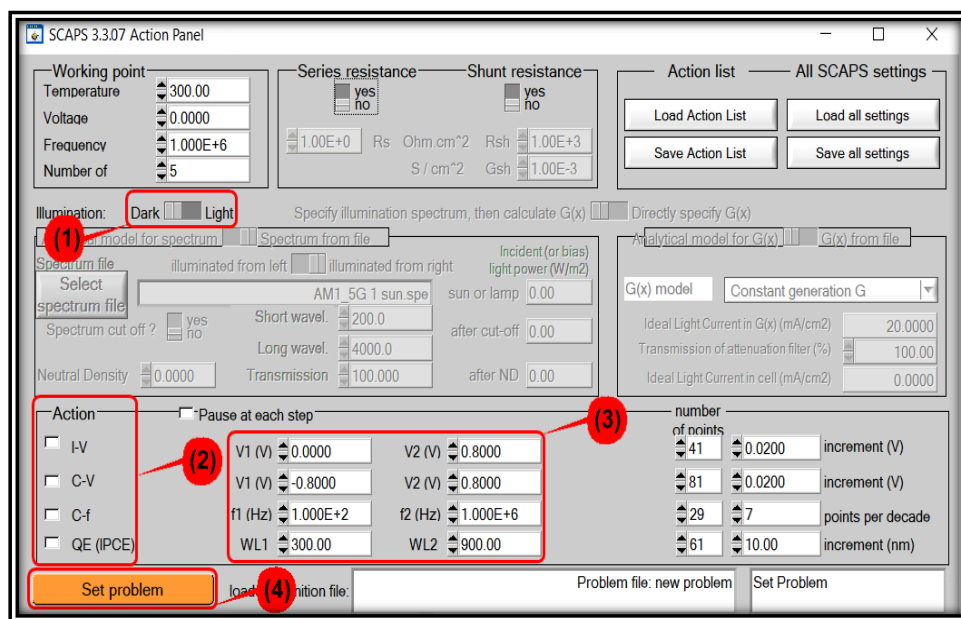 SCAPS 3.3.07 Action Panel
Working point
Temperature 300.00
Voltage 0.0000
Frequency 1.000E+6
Number of 5
Series resistance Shunt resistance
yes yes
no no
1.00E+0 Rs Ohm.cm^2 Rsh 1.00E+3
S / cm^2 Gsh 1.00E-3
Action list All SCAPS settings
Load Action List Load all settings
Save Action List Save all settings
Illumination: Dark Light Specify illumination spectrum, then calculate G(x) Directly specify G(x)
(1)
model for spectrum Spectrum from file
Spectrum file illuminated from left illuminated from right
Incident (or bias)
light power (W/m2)
Select
spectrum file
AM1_5G 1 sun.spe sun or lamp 0.00
Spectrum cut off ? yes
no
Short wavel. 200.0
after cut-off 0.00
Long wavel. 4000.0
Neutral Density 0.0000 Transmission 100.000 after ND 0.00
Analytical model for G(x) G(x) from file
G(x) model Constant generation G
Ideal Light Current in G(x) (mA/cm2) 20.0000
Transmission of attenuation filter (%) 100.00
Ideal Light Current in cell (mA/cm2) 0.0000
Action Pause at each step number
of points
(2)
(3)
I-V V1 (V) 0.0000 V2 (V) 0.8000 41 0.0200 increment (V)
C-V V1 (V) -0.8000 V2 (V) 0.8000 81 0.0200 increment (V)
C-f f1 (Hz) 1.000E+2 f2 (Hz) 1.000E+6 29 7 points per decade
QE (IPCE) WL1 300.00 WL2 900.00 61 10.00 increment (nm)
Set problem (4) nition file: Problem file: new problem Set Problem